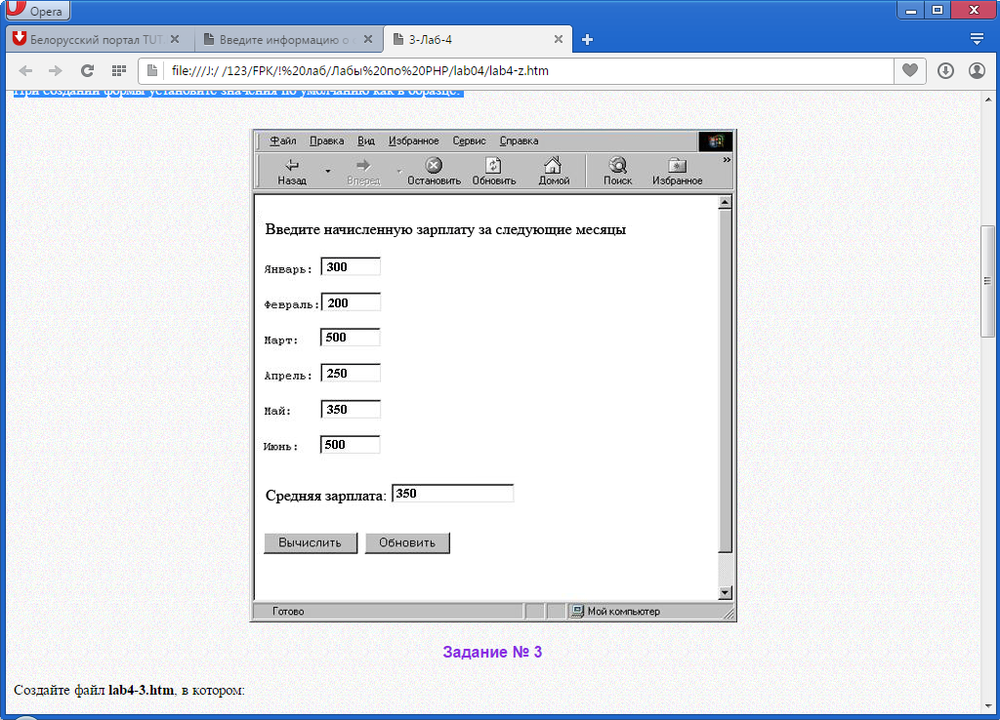 Opera
Белорусский портал TUT.
Введите информацию о
3-Лаб-4
file:///J:/ /123/FPK/!%20лаб/Лабы%20по%20PHP/lab04/lab4-z.htm
При создании формы установите значения по умолчанию как в образце.
Файл Правка Вид Избранное Сервис Справка
Назад Вперед Остановить Обновить Домой Поиск Избранное »
Введите начисленную зарплату за следующие месяцы
Январь: 300
Февраль: 200
Март: 500
Апрель: 250
Май: 350
Июнь: 500
Средняя зарплата: 350
Вычислить Обновить
Готово Мой компьютер
Задание № 3
Создайте файл lab4-3.htm, в котором: